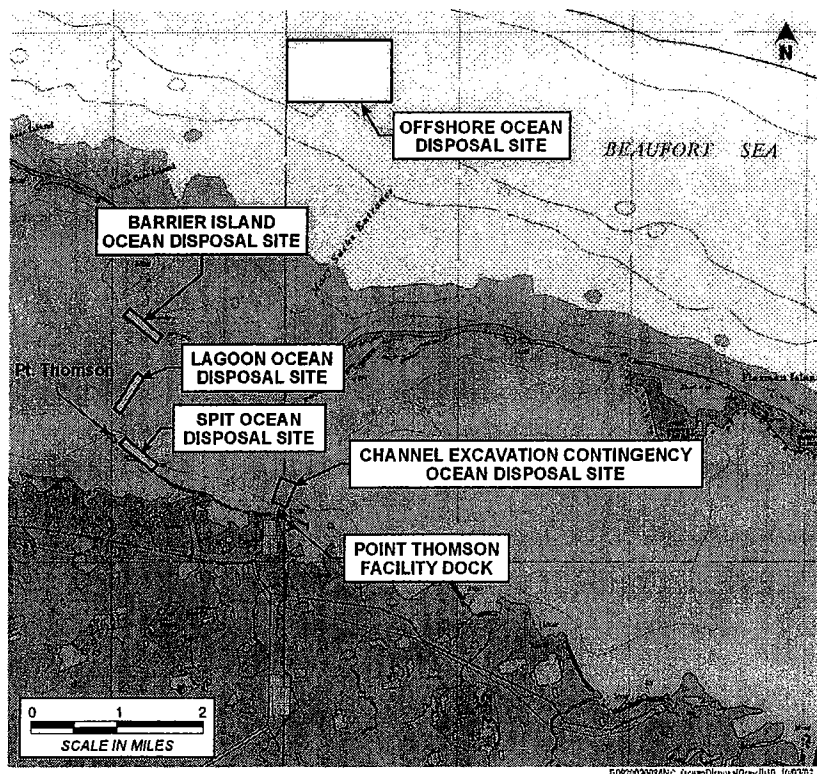 N
OFFSHORE OCEAN
DISPOSAL SITE
BEAUFORT SEA
BARRIER ISLAND
OCEAN DISPOSAL SITE
LAGOON OCEAN
DISPOSAL SITE
Pt. Thomson
SPIT OCEAN
DISPOSAL SITE
CHANNEL EXCAVATION CONTINGENCY
OCEAN DISPOSAL SITE
POINT THOMSON
FACILITY DOCK
0 1 2
SCALE IN MILES